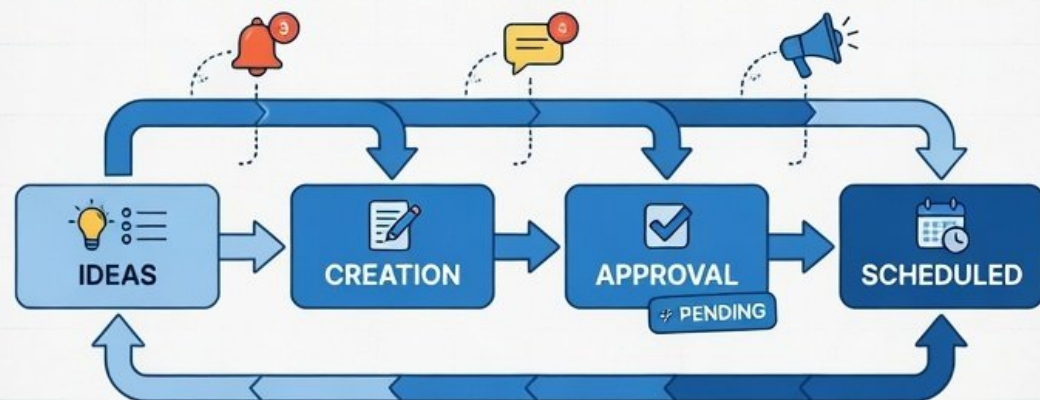 IDEAS
CREATION
APPROVAL
SCHEDULED
PENDING